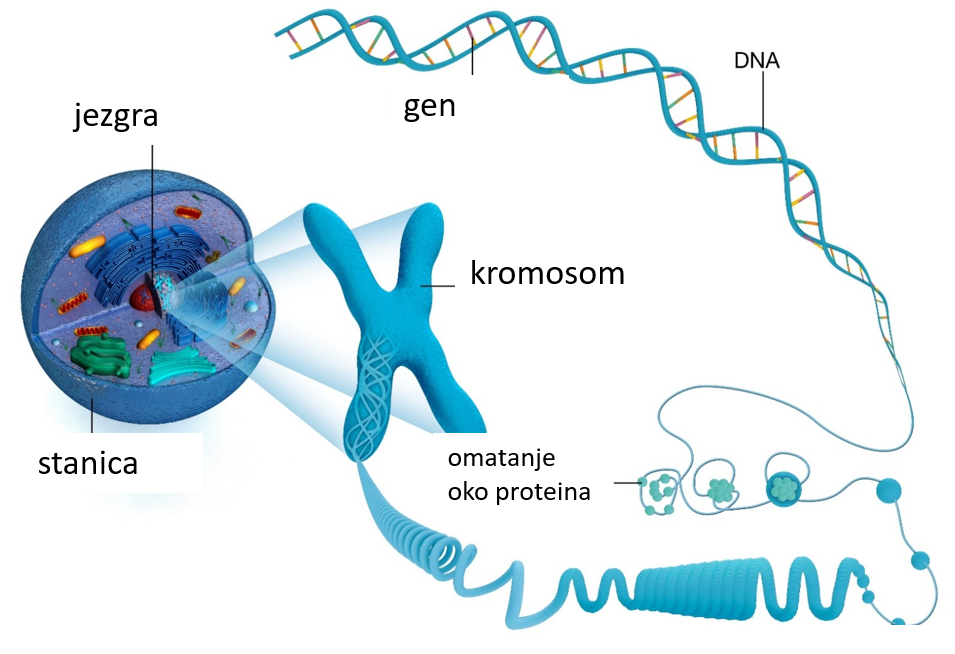 DNA
gen
jezgra
kromosom
stanica
omatanje
oko proteina